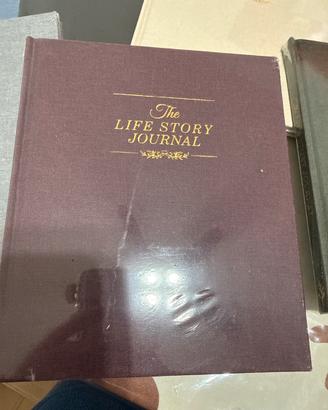 The
LIFE STORY
JOURNAL